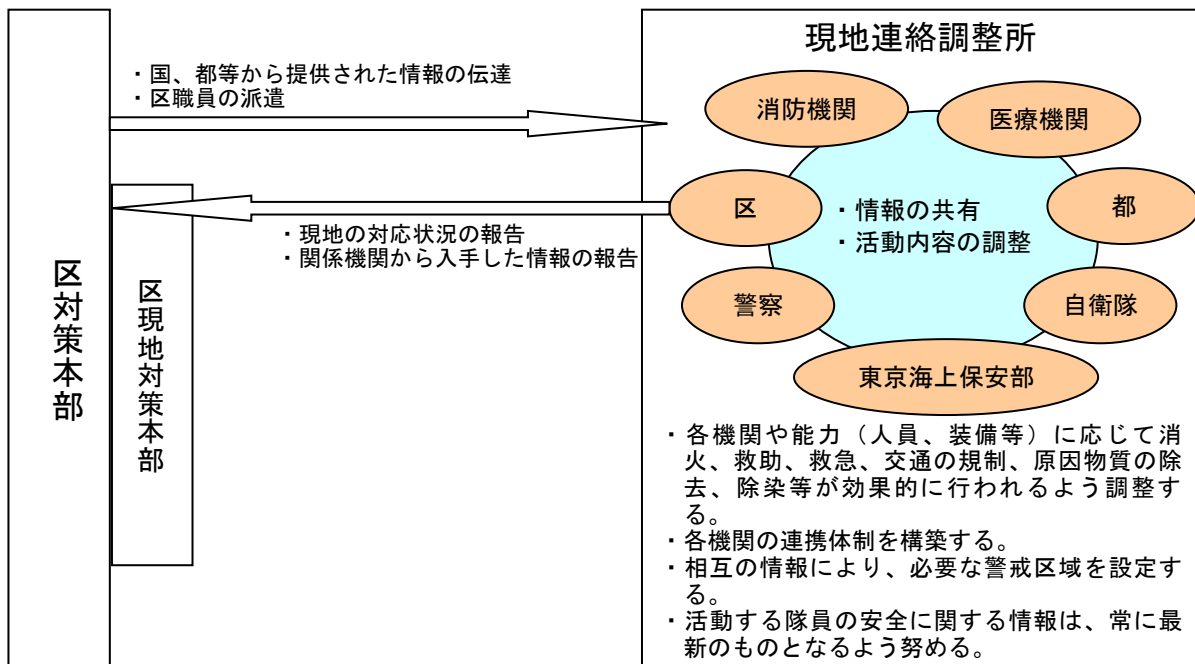 区対策本部
区現地対策本部
・国、都等から提供された情報の伝達
・区職員の派遣
・現地の対応状況の報告
・関係機関から入手した情報の報告
現地連絡調整所
消防機関
医療機関
区
都
・情報の共有
・活動内容の調整
警察
自衛隊
東京海上保安部
・各機関や能力（人員、装備等）に応じて消
火、救助、救急、交通の規制、原因物質の除
去、除染等が効果的に行われるよう調整す
る。
・各機関の連携体制を構築する。
・相互の情報により、必要な警戒区域を設定す
る。
・活動する隊員の安全に関する情報は、常に最
新のものとなるよう努める。